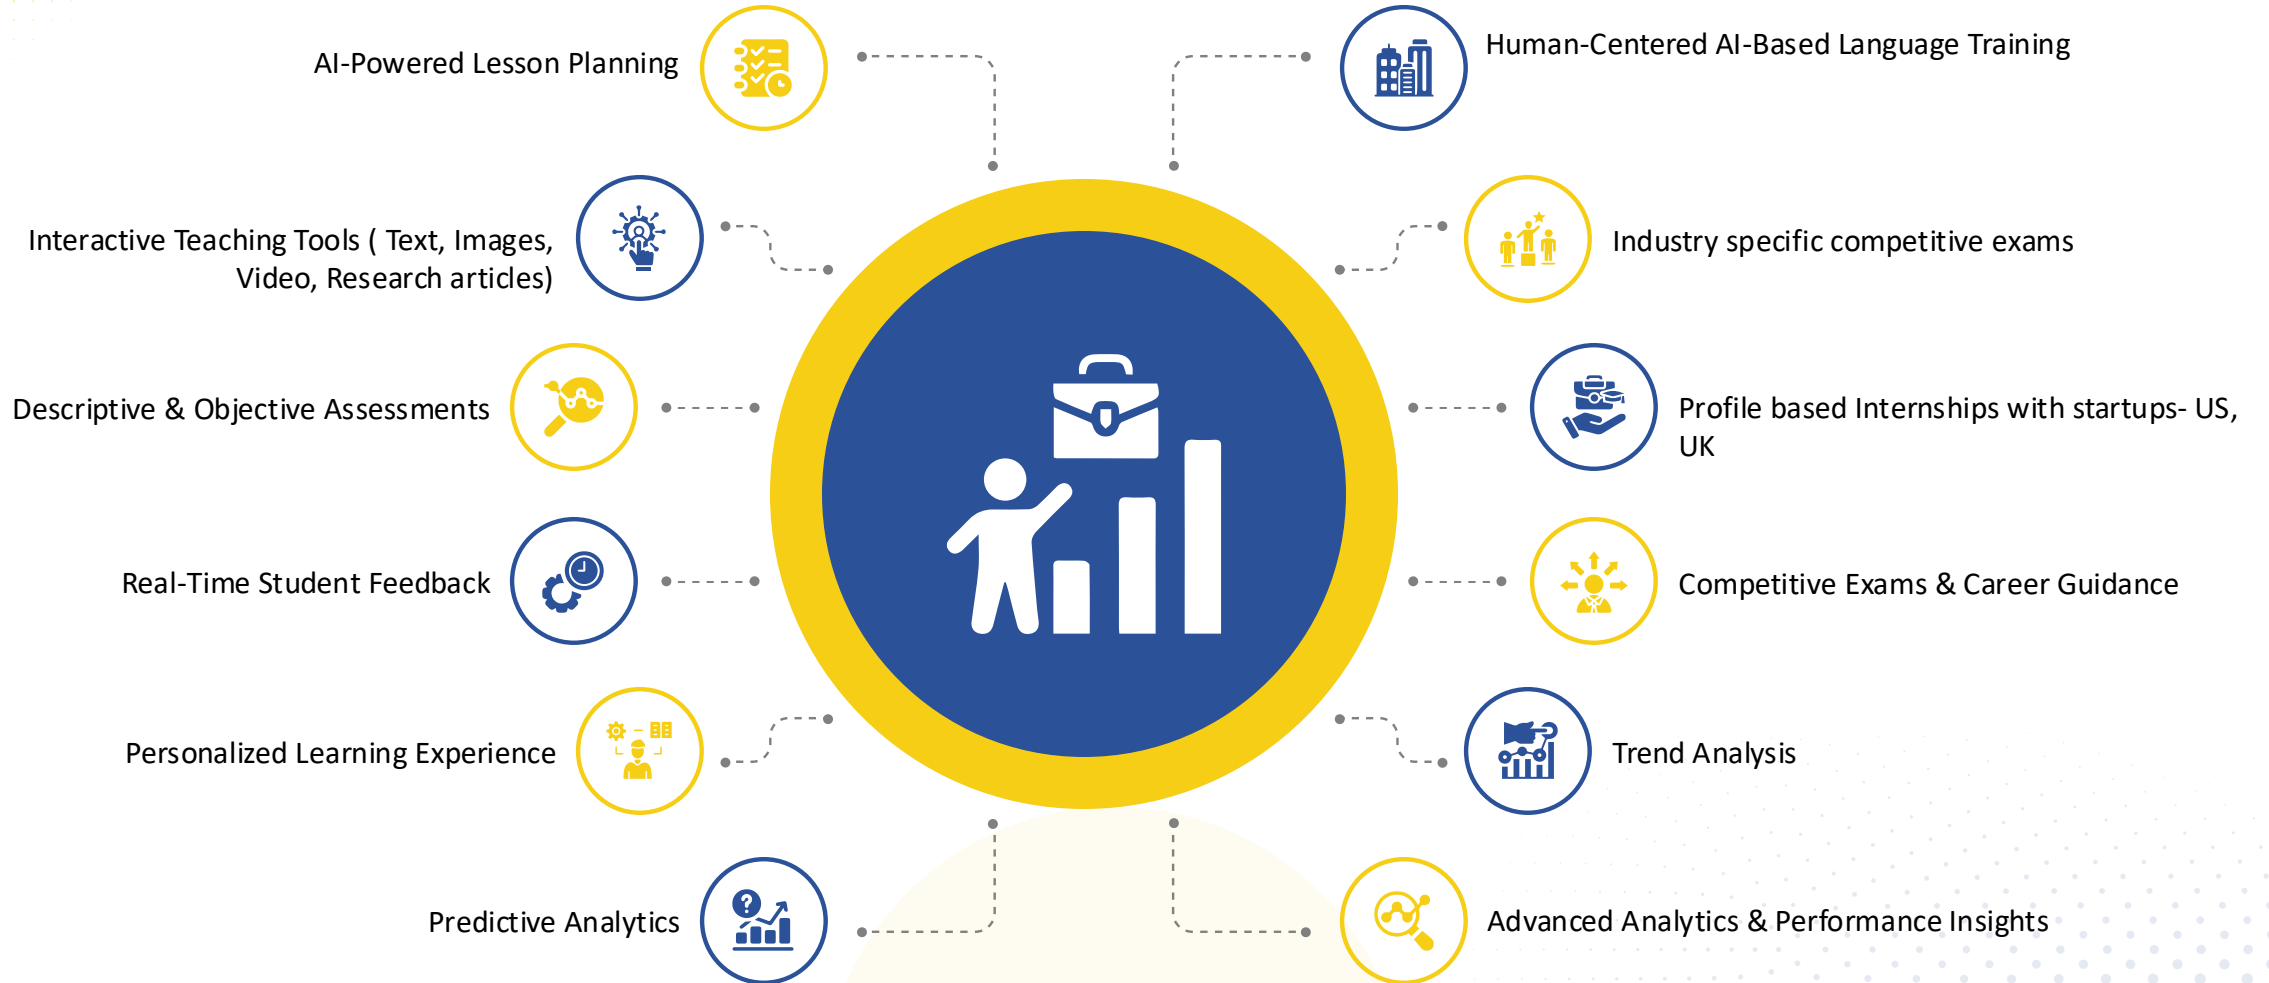 AI-Powered Lesson Planning
Interactive Teaching Tools ( Text, Images,
Video, Research articles)
Descriptive & Objective Assessments
Real-Time Student Feedback
Personalized Learning Experience
Predictive Analytics
Human-Centered AI-Based Language Training
Industry specific competitive exams
Profile based Internships with startups- US,
UK
Competitive Exams & Career Guidance
Trend Analysis
Advanced Analytics & Performance Insights